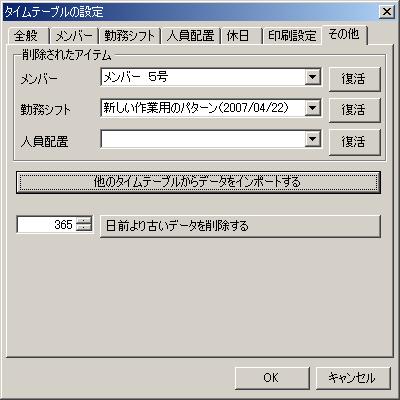 タイムテーブルの設定
全般 メンバー 勤務シフト 人員配置 休日 印刷設定 その他
削除されたアイテム
メンバー メンバー 5号 復活
勤務シフト 新しい作業用のパターン(2007/04/22) 復活
人員配置 復活
他のタイムテーブルからデータをインポートする
365 日前より古いデータを削除する
OK キャンセル